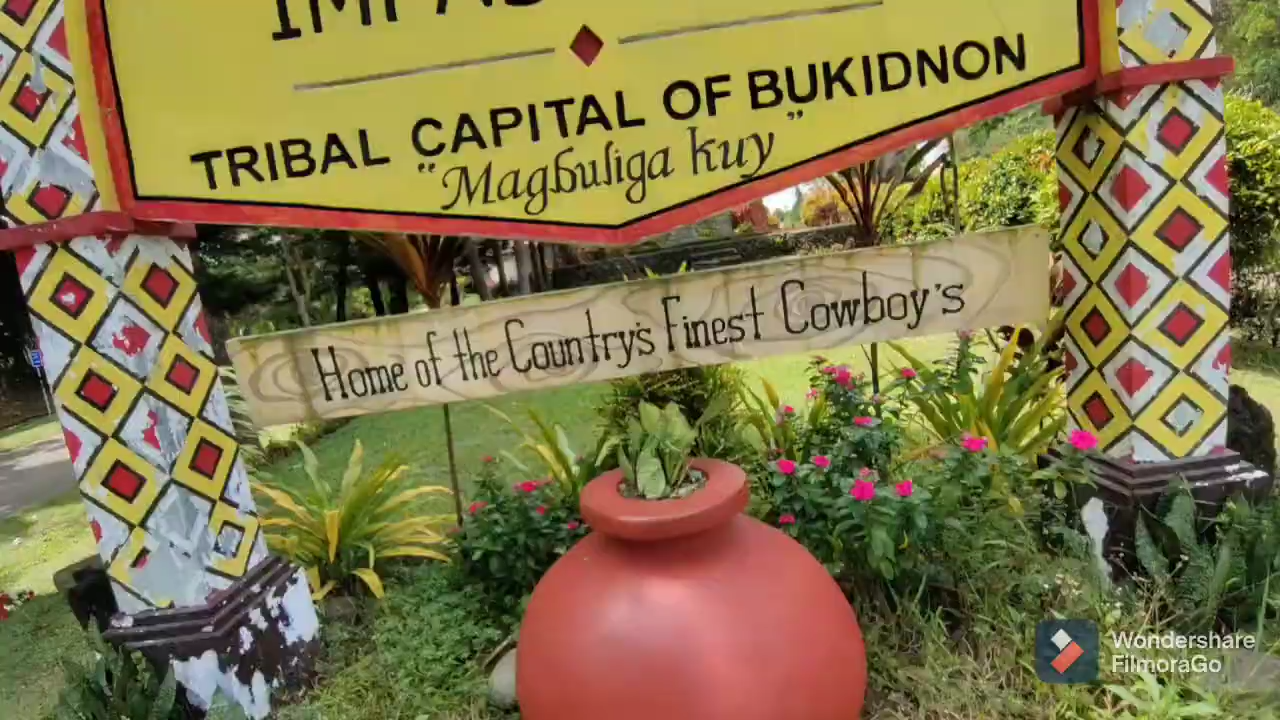 TRIBAL CAPITAL OF BUKIDNON
"Magbuliga kuy"
Home of the Country's Finest Cowboy's
Wondershare
FilmoraGo